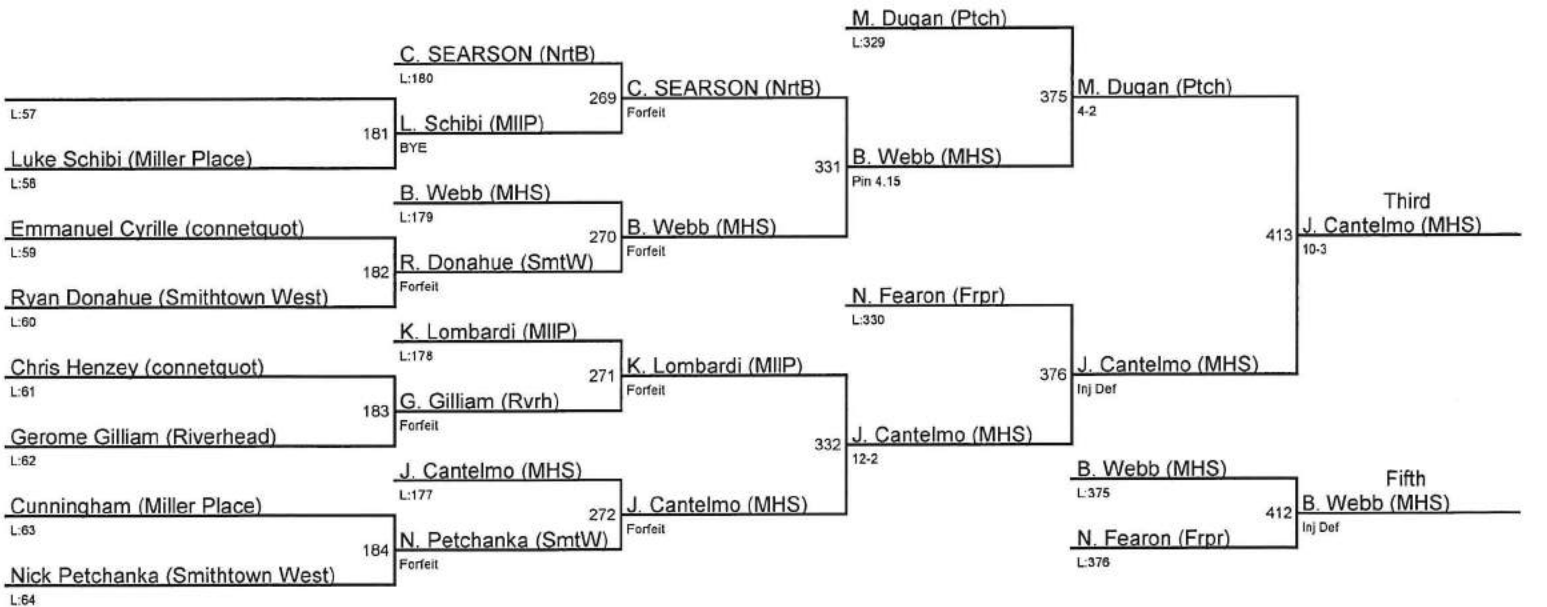 M. Dugan (Ptch)
L:329
C. SEARSON (NrtB)
L:180
269 C. SEARSON (NrtB)
Forfeit
375 M. Dugan (Ptch)
4-2
L:57
181 L. Schibi (MllP)
BYE
Luke Schibi (Miller Place)
L:58
331 B. Webb (MHS)
Pin 4.15
B. Webb (MHS)
L:179
Emmanuel Cyrille (connetquot)
L:59
270 B. Webb (MHS)
Forfeit
Third
413 J. Cantelmo (MHS)
10-3
182 R. Donahue (SmtW)
Forfeit
Ryan Donahue (Smithtown West)
L:60
N. Fearon (Frpr)
L:330
K. Lombardi (MllP)
L:178
Chris Henzey (connetquot)
L:61
271 K. Lombardi (MllP)
Forfeit
376 J. Cantelmo (MHS)
Inj Def
183 G. Gilliam (Rvrh)
Forfeit
Gerome Gilliam (Riverhead)
L:62
332 J. Cantelmo (MHS)
12-2
J. Cantelmo (MHS)
L:177
B. Webb (MHS)
L:375
Cunningham (Miller Place)
L:63
272 J. Cantelmo (MHS)
Forfeit
Fifth
412 B. Webb (MHS)
Inj Def
184 N. Petchanka (SmtW)
Forfeit
N. Fearon (Frpr)
L:376
Nick Petchanka (Smithtown West)
L:64